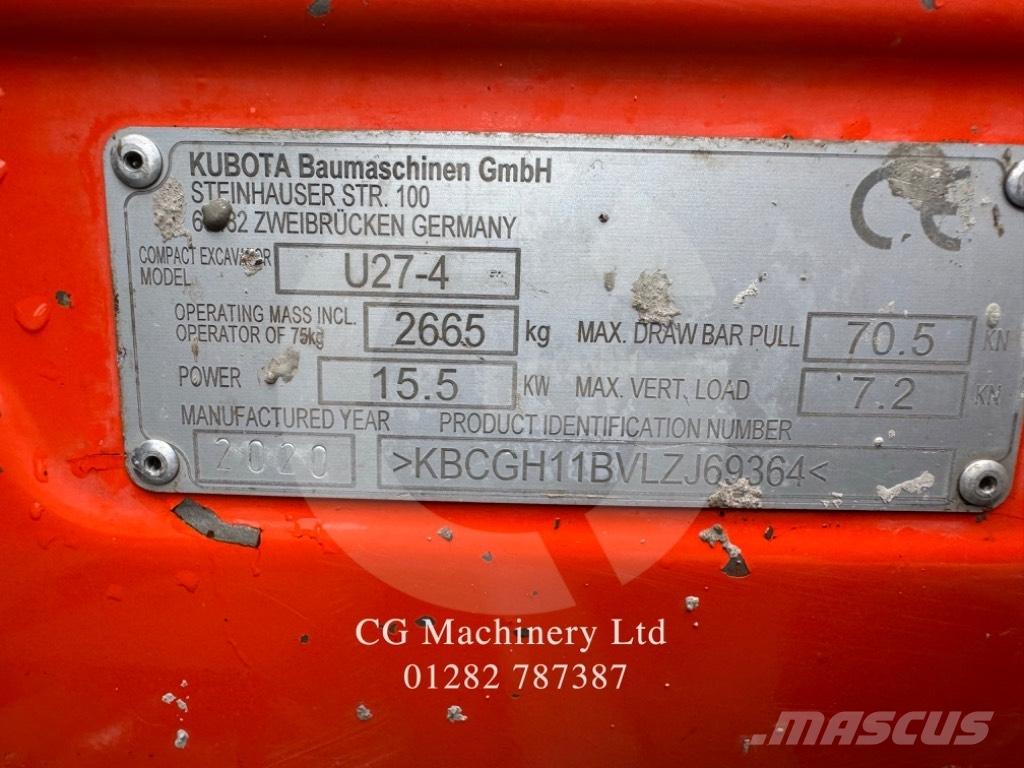 KUBOTA Baumaschinen GmbH
STEINHAUSER STR. 100
ZWEIBRÜCKEN GERMANY
CE
COMPACT EXCAVATOR
MODEL
U27-4
OPERATING MASS INCL.
OPERATOR OF 75kg
2665 kg
MAX. DRAW BAR PULL 70.5 KN
POWER 15.5 KW
MAX. VERT. LOAD 7.2 KN
MANUFACTURED YEAR
PRODUCT IDENTIFICATION NUMBER
2020
>KBCGH11BVLZJ69364<
CG Machinery Ltd
01282 787387
MASCUS